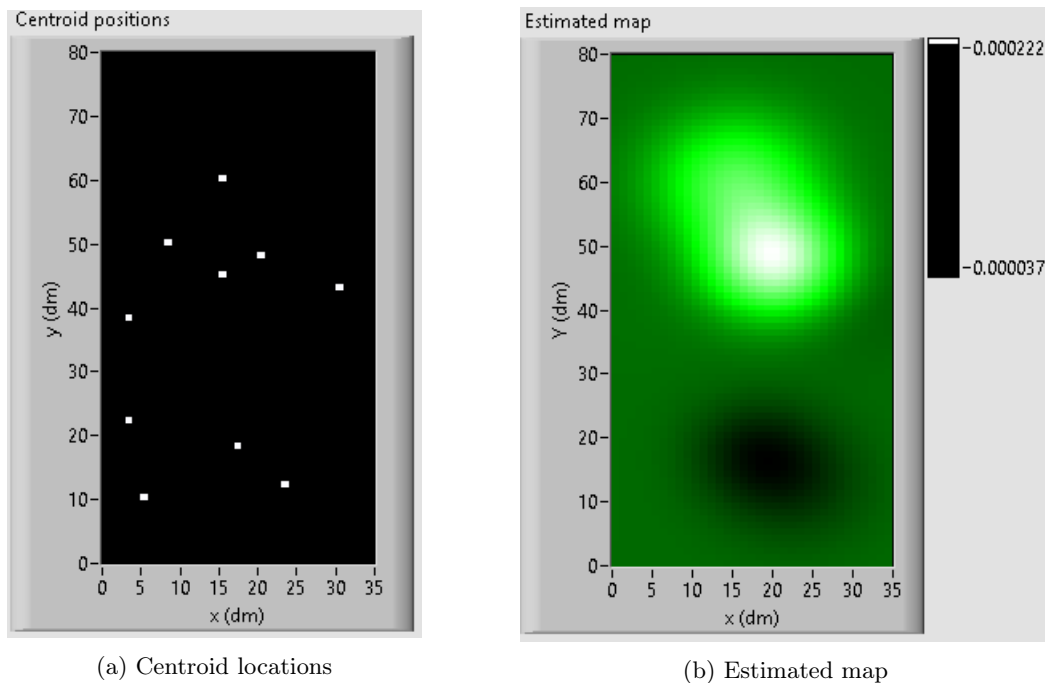 Centroid positions
80
70
60
50
40
30
20
10
0
y (dm)
0 5 10 15 20 25 30 35
x (dm)
(a) Centroid locations
Estimated map
80
70
60
50
40
30
20
10
0
Y (dm)
0 5 10 15 20 25 30 35
x (dm)
-0.000222
-0.000037
(b) Estimated map